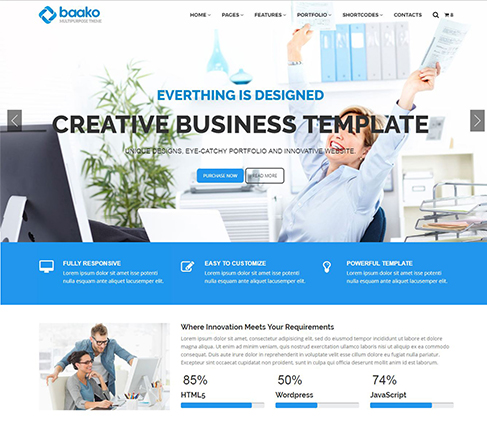 baako
MULTIPURPOSE THEME
HOME PAGES FEATURES PORTFOLIO SHORTCODES CONTACTS 8
EVERTHING IS DESIGNED
CREATIVE BUSINESS TEMPLATE
UNIQUE DESIGNS, EYE-CATCHY PORTFOLIO AND INNOVATIVE WEBSITE.
PURCHASE NOW READ MORE
FULLY RESPONSIVE EASY TO CUSTOMIZE POWERFUL TEMPLATE
Lorem ipsum dolor sit amet isse potenti Lorem ipsum dolor sit amet isse potenti Lorem ipsum dolor sit amet isse potenti
nulla esquam ante aliquet lacusemper elit. nulla esquam ante aliquet lacusemper elit. nulla esquam ante aliquet lacusemper elit.
Where Innovation Meets Your Requirements
Lorem ipsum dolor sit amet, consectetur adipisicing elit, sed do eiusmod tempor incididunt ut labore et dolore
magna aliqua. Ut enim ad minim veniam, quis nostrud exercitation ullamco laboris nisi ut aliquip ex ea commodo
consequat. Duis aute irure dolor in reprehenderit in voluptate velit esse cillum dolore eu fugiat nulla pariatur.
Excepteur sint occaecat cupidatat non proident, sunt in culpa qui officia deserunt mollit anim id est laborum.
85% 50% 74%
HTML5 Wordpress JavaScript